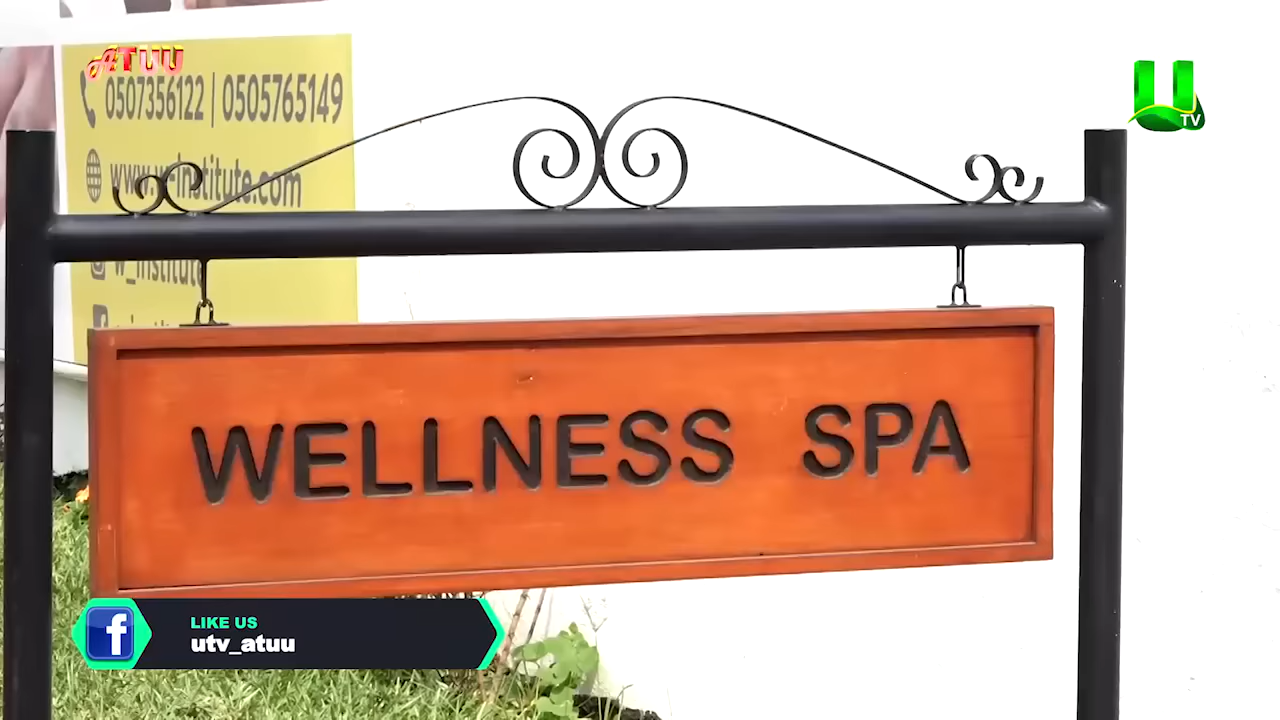 ATUU
0507356122 | 0505765149
www.w-institute.com
w_institute
U
TV
WELLNESS SPA
LIKE US
utv_atuu